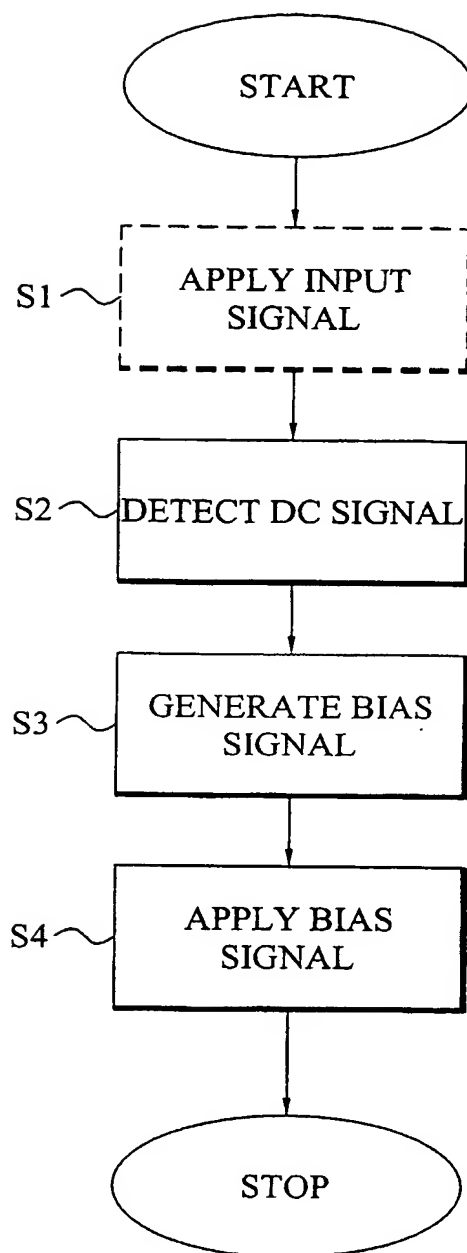 START
S1
APPLY INPUT
SIGNAL
S2
DETECT DC SIGNAL
S3
GENERATE BIAS
SIGNAL
S4
APPLY BIAS
SIGNAL
STOP